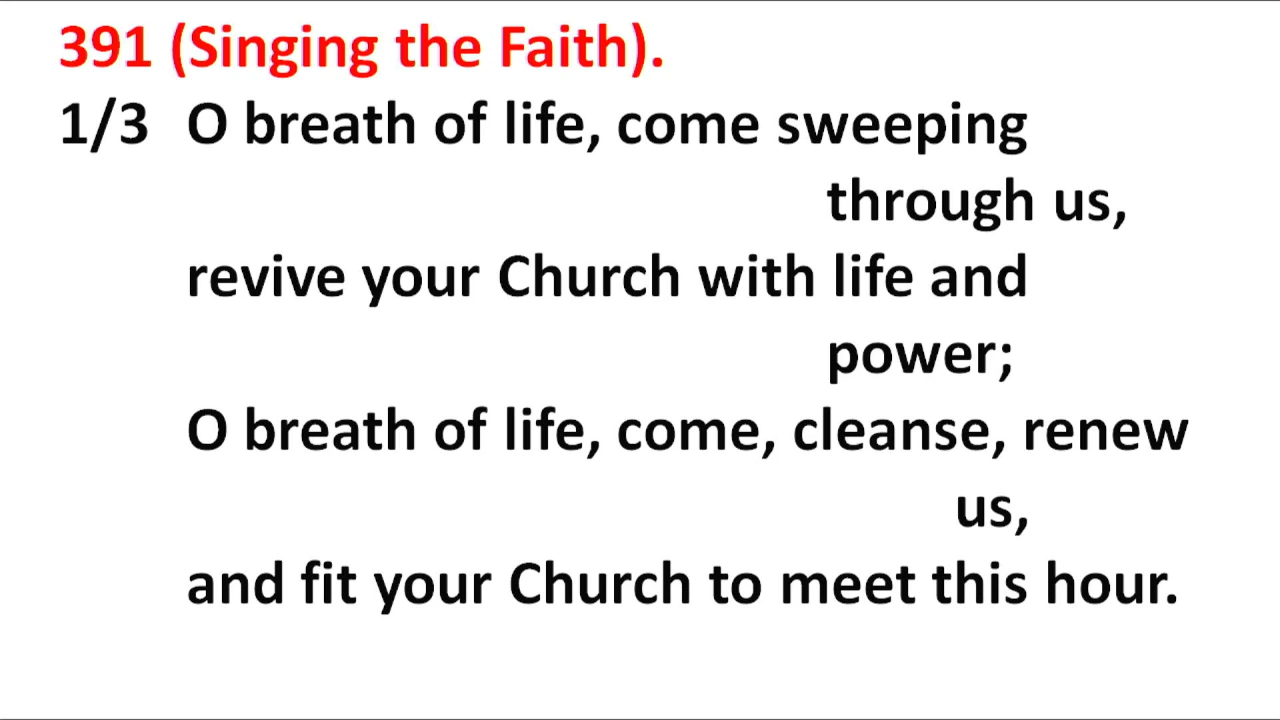 391 (Singing the Faith).
1/3 O breath of life, come sweeping
through us,
revive your Church with life and
power;
O breath of life, come, cleanse, renew
us,
and fit your Church to meet this hour.